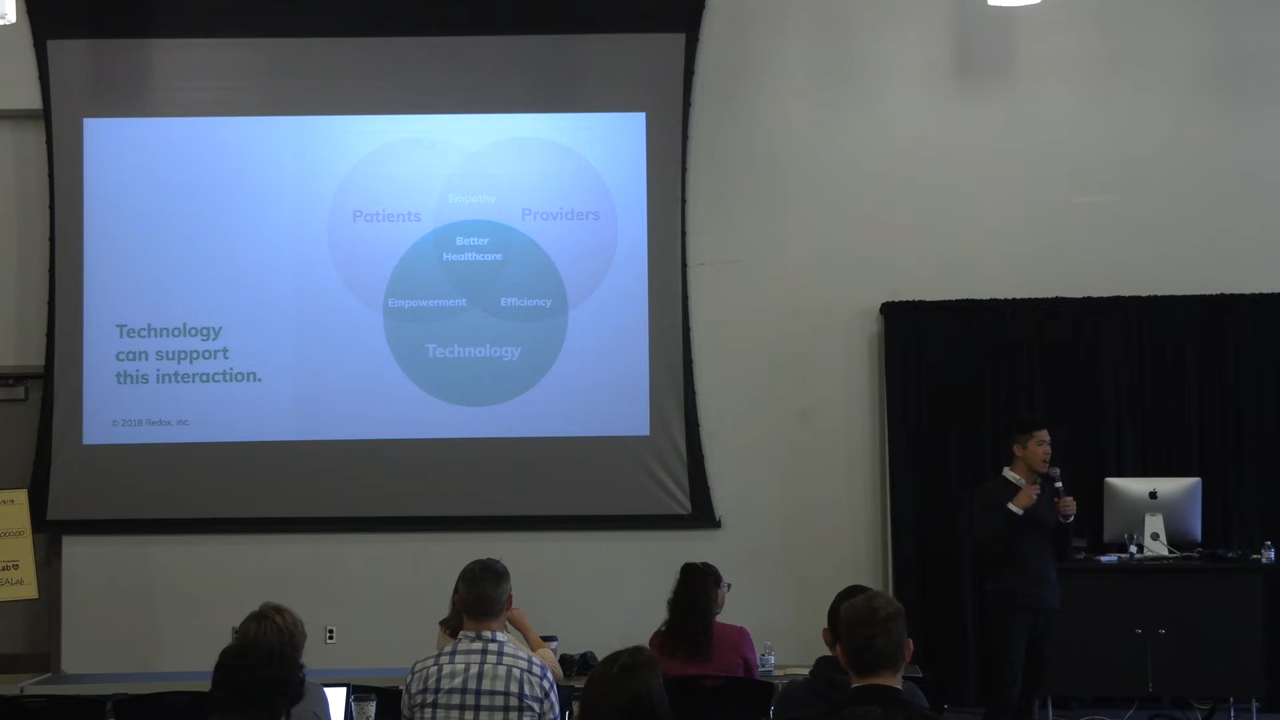 Empathy
Patients
Providers
Better
Healthcare
Empowerment
Efficiency
Technology
can support
this interaction.
Technology
© 2018 Redox, Inc.